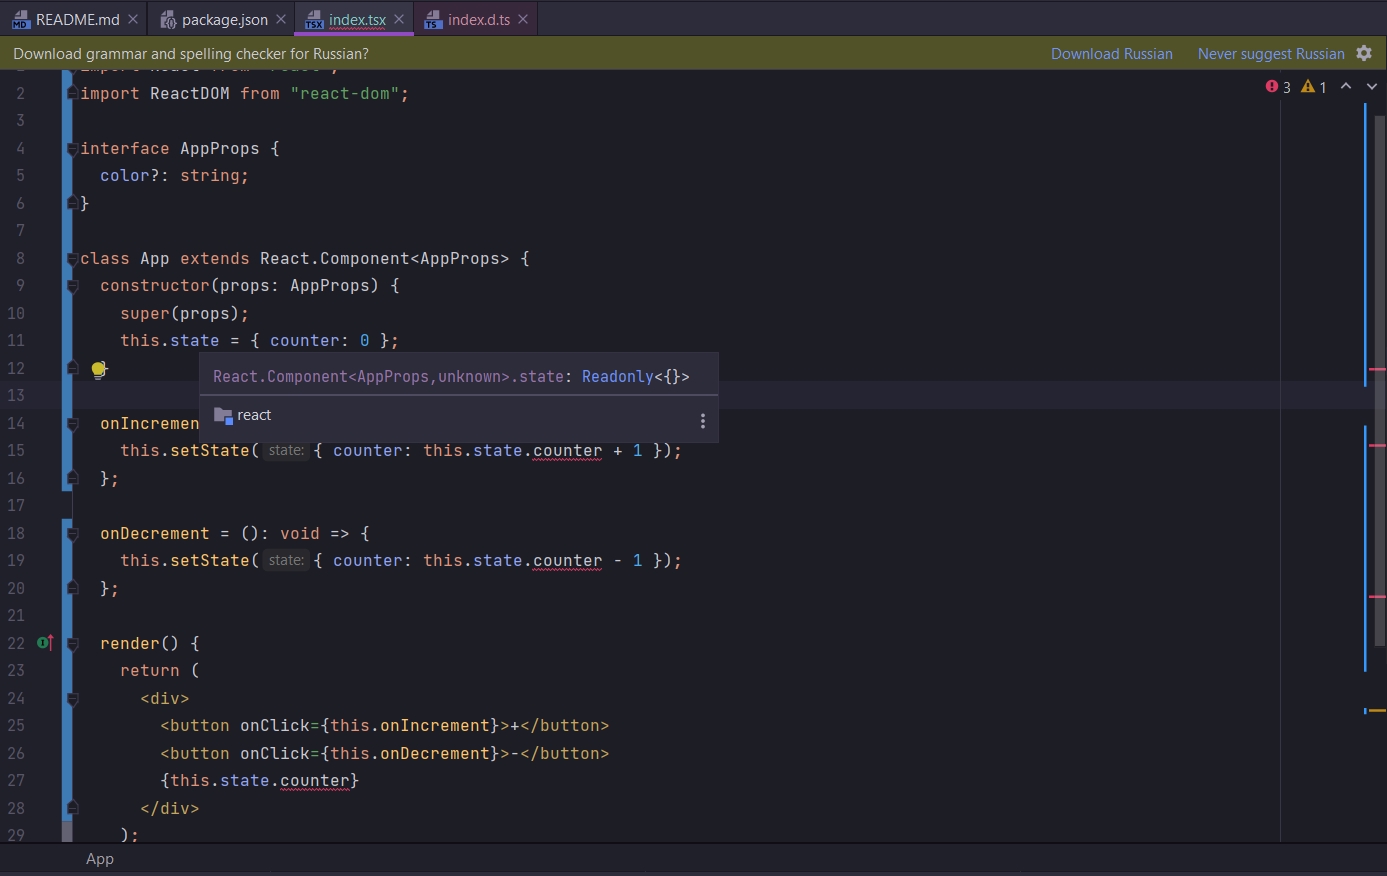 README.md package.json index.tsx index.d.ts
Download grammar and spelling checker for Russian? Download Russian Never suggest Russian
3 1
2 import ReactDOM from "react-dom";
3
4 interface AppProps {
5 color?: string;
6 }
7
8 class App extends React.Component<AppProps> {
9 constructor(props: AppProps) {
10 super(props);
11 this.state = { counter: 0 };
12 }
React.Component<AppProps,unknown>.state: Readonly<{}>
13
react
14 onIncremen
15 this.setState( state: { counter: this.state.counter + 1 });
16 };
17
18 onDecrement = (): void => {
19 this.setState( state: { counter: this.state.counter - 1 });
20 };
21
22 render() {
23 return (
24 <div>
25 <button onClick={this.onIncrement}>+</button>
26 <button onClick={this.onDecrement}>-</button>
27 {this.state.counter}
28 </div>
29 );
App